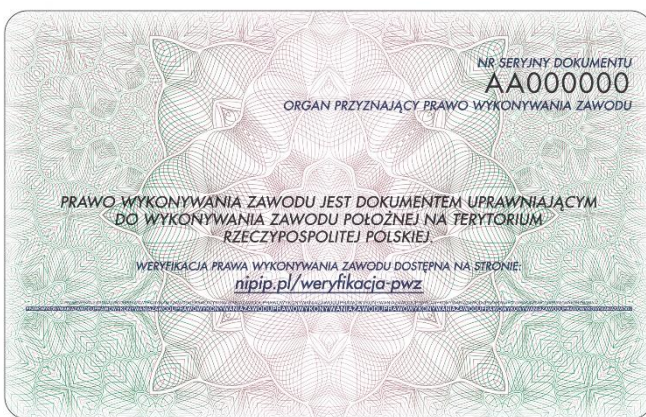 NR SERYJNY DOKUMENTU
AA000000
ORGAN PRZYZNAJĄCY PRAWO WYKONYWANIA ZAWODU
PRAWO WYKONYWANIA ZAWODU JEST DOKUMENTEM UPRAWNIAJĄCYM
DO WYKONYWANIA ZAWODU POŁOŻNEJ NA TERYTORIUM
RZECZYPOSPOLITEJ POLSKIEJ.
WERYFIKACJA PRAWA WYKONYWANIA ZAWODU DOSTĘPNA NA STRONIE:
nipip.pl/weryfikacja-pwz